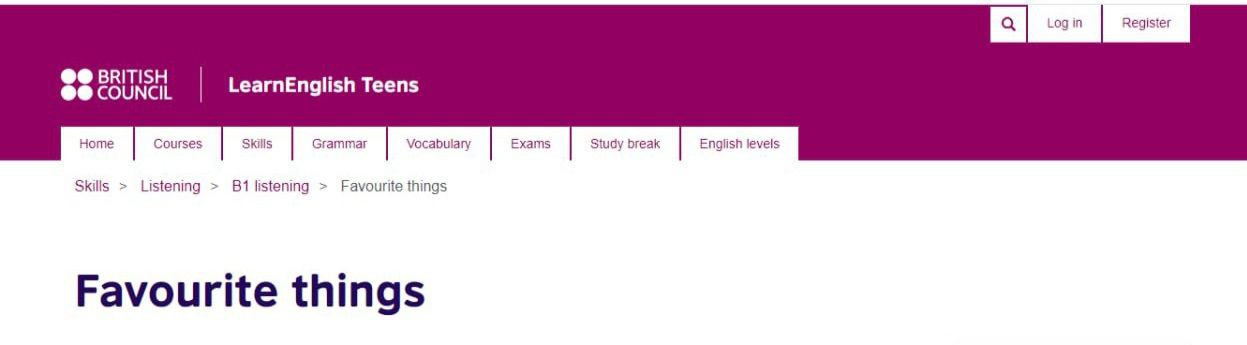 Log in Register
BRITISH
COUNCIL
LearnEnglish Teens
Home Courses Skills Grammar Vocabulary Exams Study break English levels
Skills > Listening > B1 listening > Favourite things
Favourite things